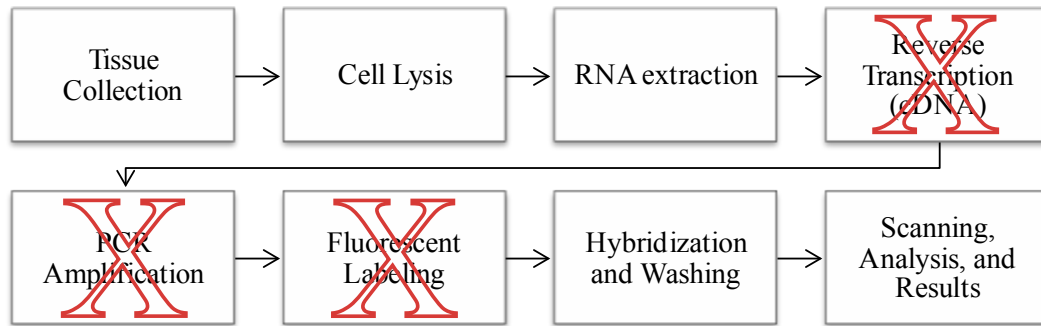 Tissue
Collection
Cell Lysis
RNA extraction
Reverse
Transcription
(cDNA)
PCR
Amplification
Fluorescent
Labeling
Hybridization
and Washing
Scanning,
Analysis, and
Results